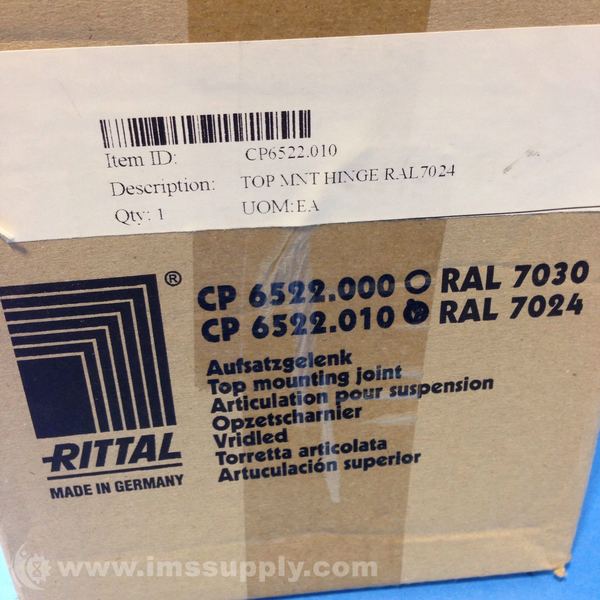 Item ID: CP6522.010
Description: TOP MNT HINGE RAL7024
Qty: 1 UOM:EA
®
CP 6522.000 RAL 7030
CP 6522.010 RAL 7024
Aufsatzgelenk
Top mounting joint
Articulation pour suspension
Opzetscharnier
Vridled
Torretta articolata
Artuculación superior
RITTAL
MADE IN GERMANY
© www.imssupply.com/